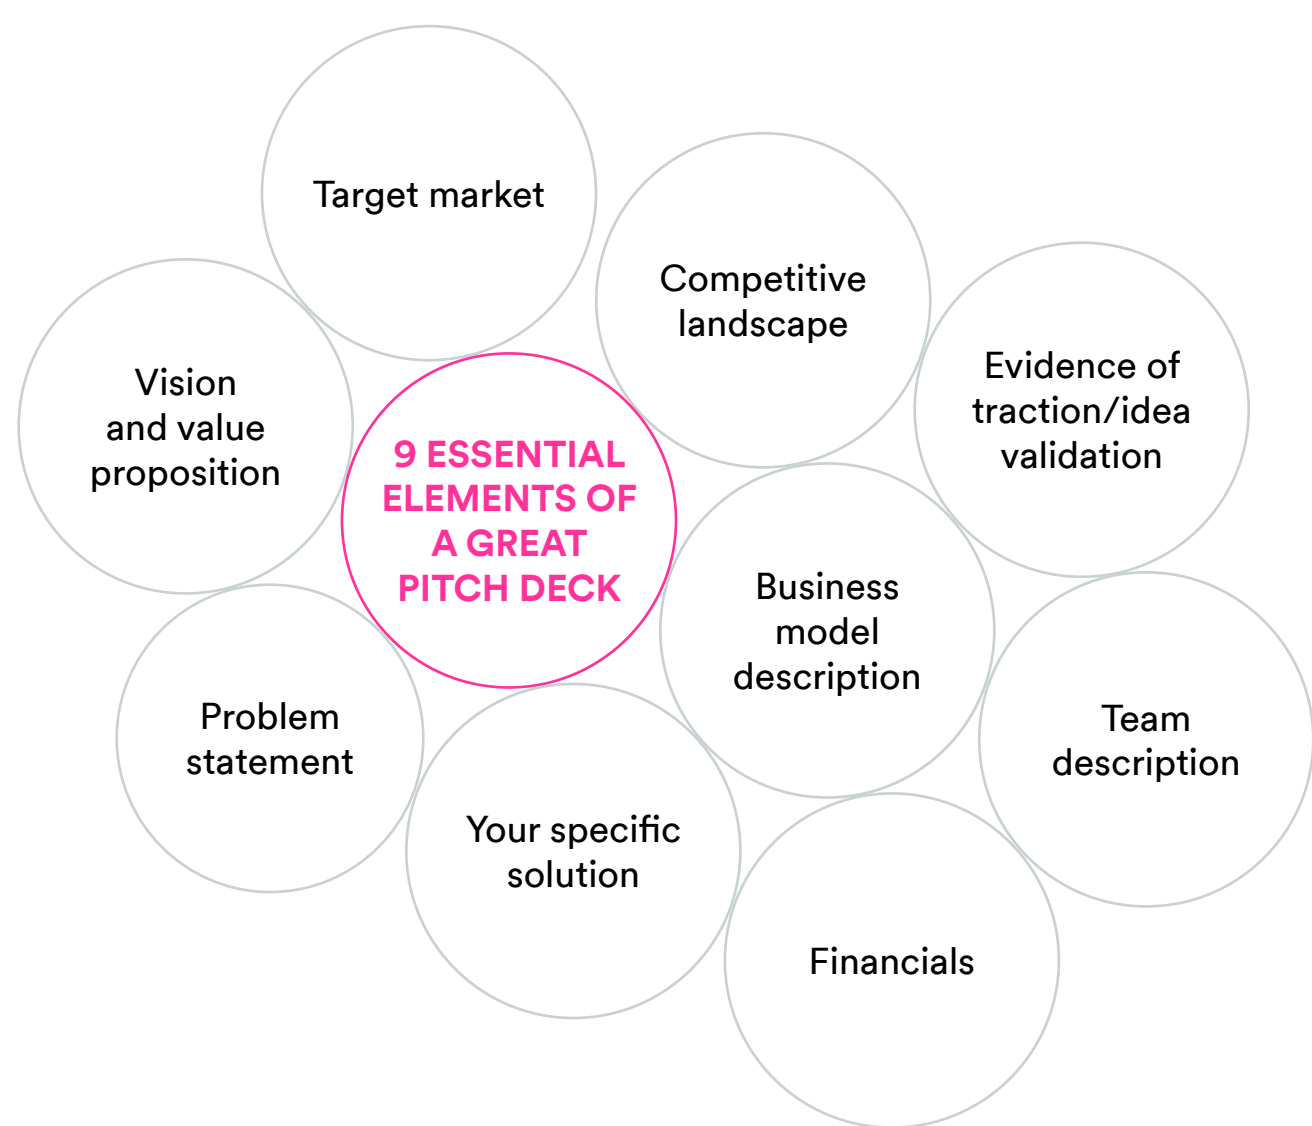 Target market
Competitive
landscape
Evidence of
traction/idea
validation
Vision
and value
proposition
9 ESSENTIAL
ELEMENTS OF
A GREAT
PITCH DECK
Business
model
description
Problem
statement
Team
description
Your specific
solution
Financials